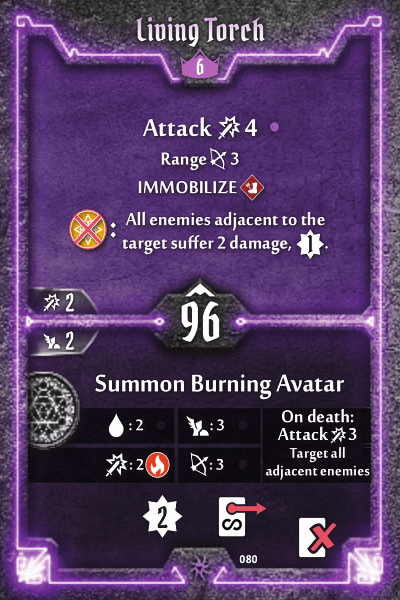 Living Torch
6
Attack 4
Range 3
IMMOBILIZE
: All enemies adjacent to the
target suffer 2 damage, 1.
2
96
2
Summon Burning Avatar
: 2 : 3 On death:
Attack 3
: 2 : 3 Target all
adjacent enemies
2
080